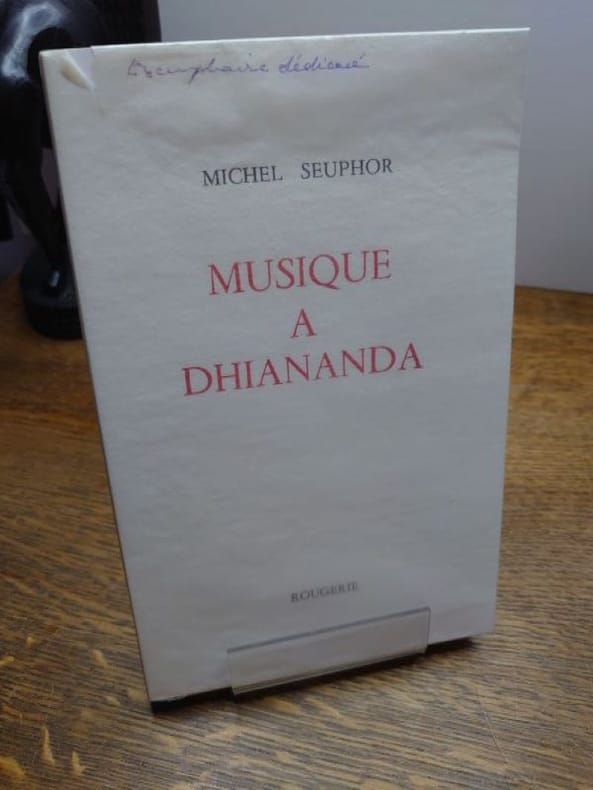 Exemplaire dédicacé
MICHEL SEUPHOR
MUSIQUE
A
DHIANANDA
ROUGERIE